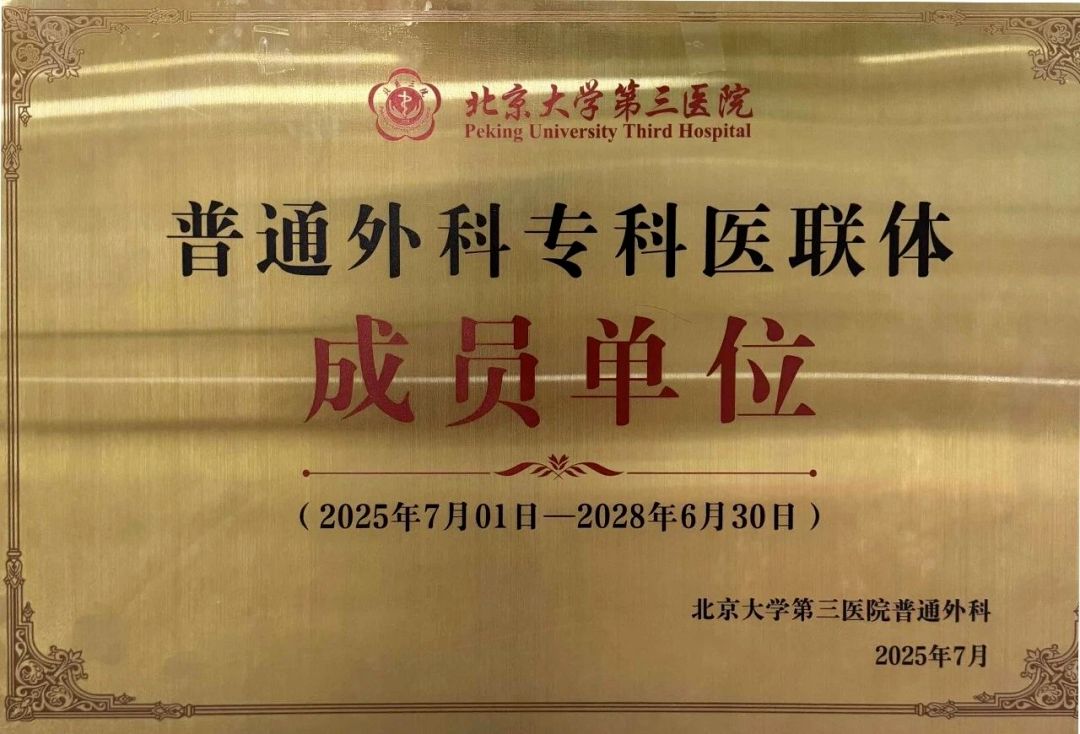 北京大学第三医院
Peking University Third Hospital
普通外科专科医联体
成员单位
（2025年7月01日—2028年6月30日）
北京大学第三医院普通外科
2025年7月